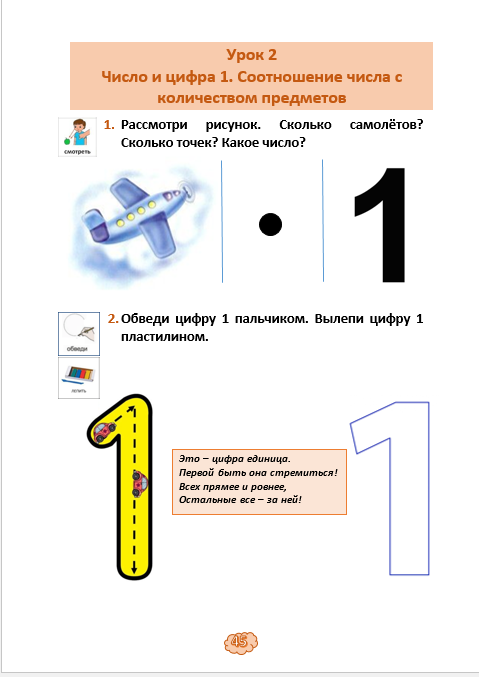 Урок 2
Число и цифра 1. Соотношение числа с
количеством предметов
1. Рассмотри рисунок. Сколько самолётов?
Сколько точек? Какое число?
смотреть
1
2. Обведи цифру 1 пальчиком. Вылепи цифру 1
пластилином.
обведи
лепить
1
Это – цифра единица.
Первой быть она стремиться!
Всех прямее и ровнее,
Остальные все – за ней!
1
45